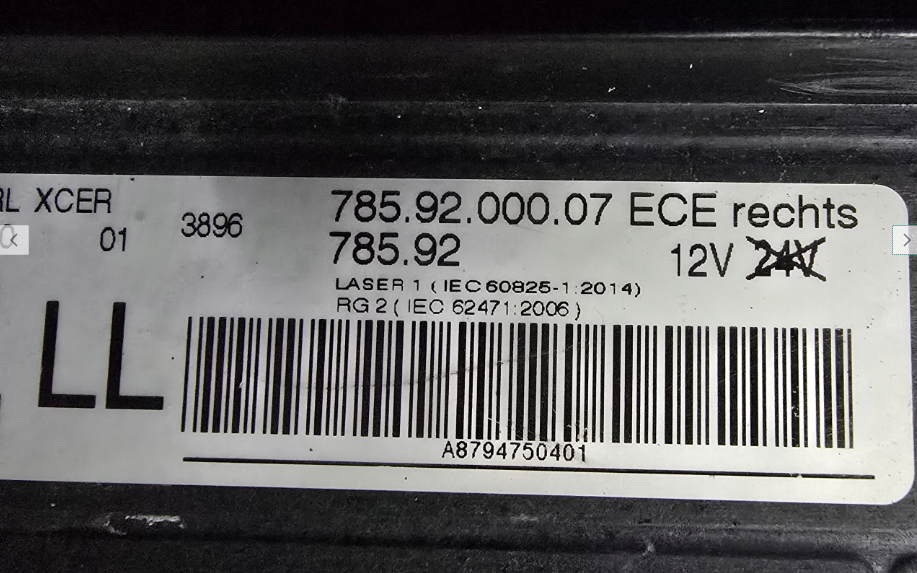 RL XCER
01
3896
785.92.000.07 ECE rechts
785.92
12V 24V
LASER 1 ( IEC 60825-1:2014)
RG 2 ( IEC 62471:2006 )
LL
A8794750401